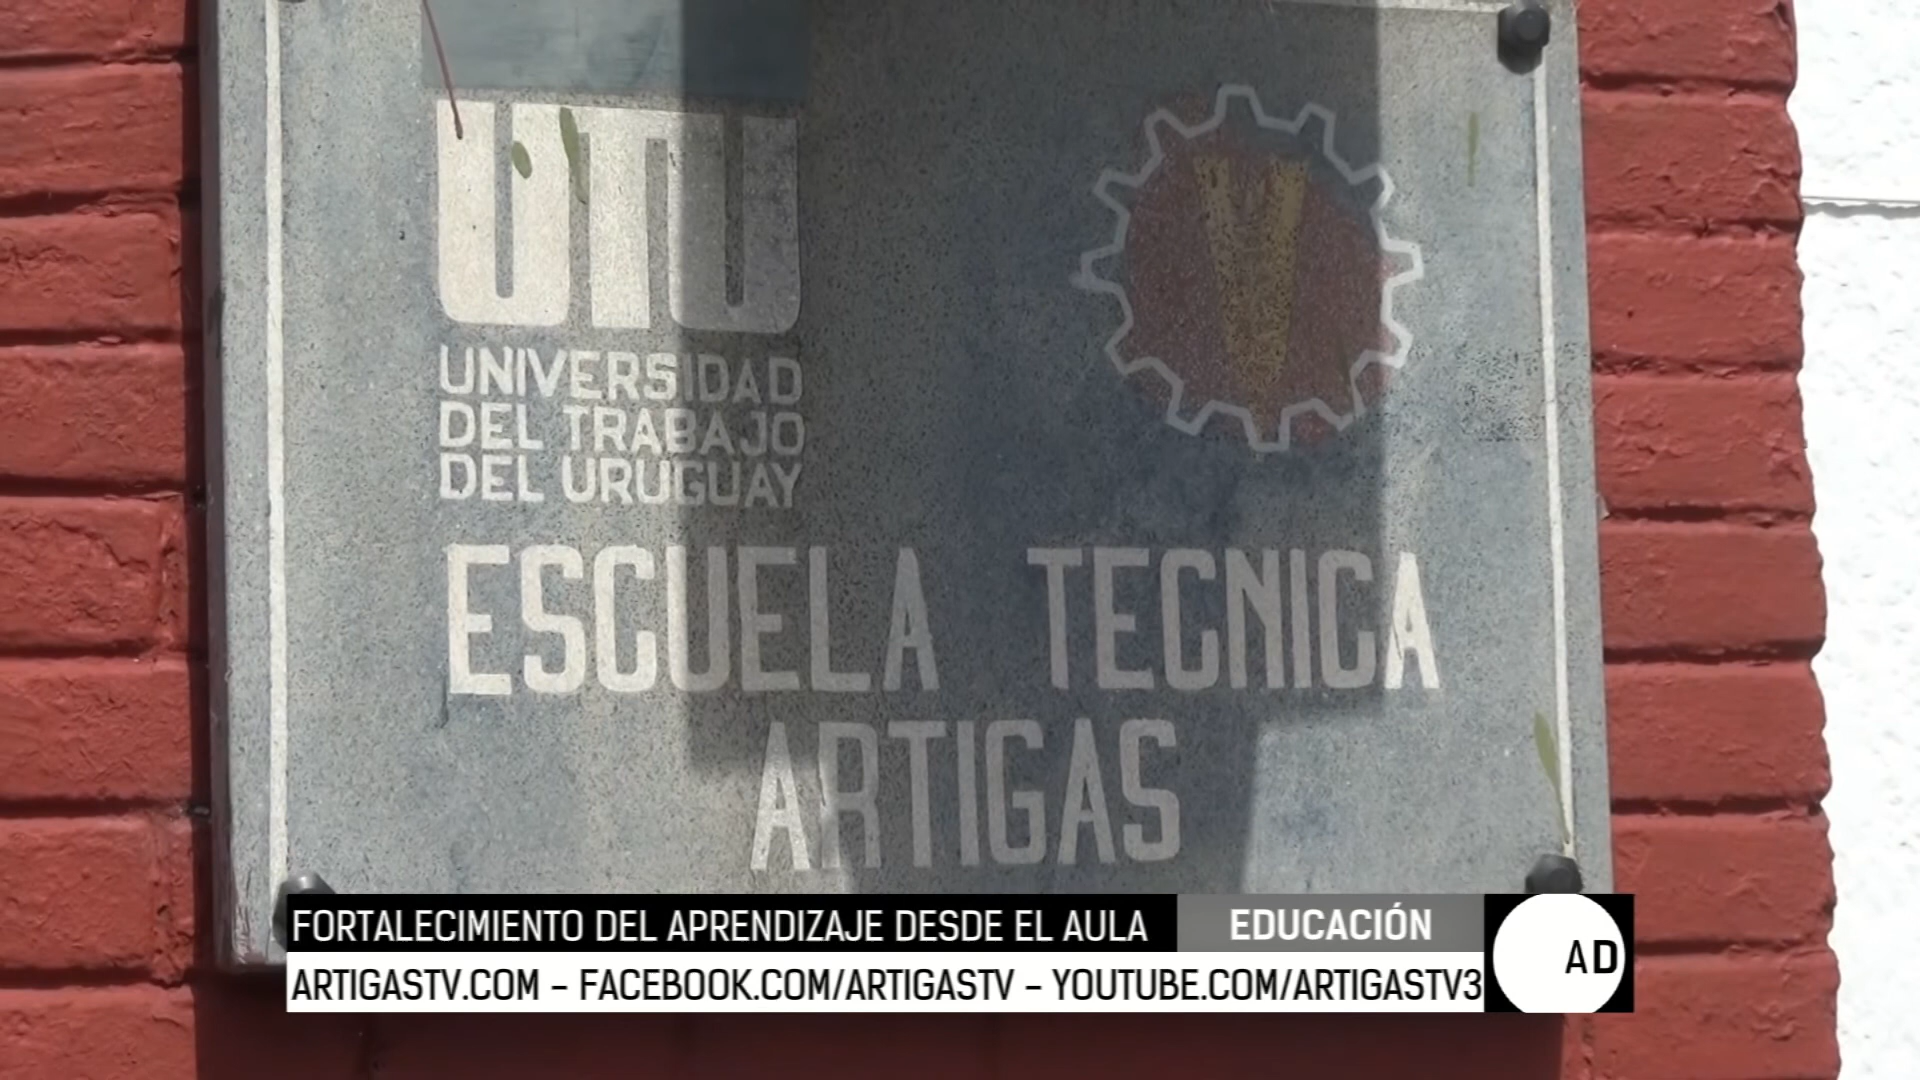 UTU
UNIVERSIDAD
DEL TRABAJO
DEL URUGUAY
V
ESCUELA TECNICA
ARTIGAS
FORTALECIMIENTO DEL APRENDIZAJE DESDE EL AULA
EDUCACIÓN
AD
ARTIGASTV.COM – FACEBOOK.COM/ARTIGASTV – YOUTUBE.COM/ARTIGASTV3